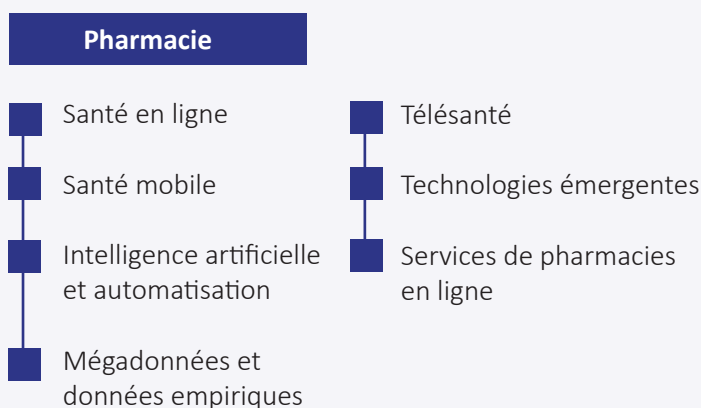 Pharmacie
Santé en ligne
Santé mobile
Intelligence artificielle
et automatisation
Mégadonnées et
données empiriques
Télésanté
Technologies émergentes
Services de pharmacies
en ligne